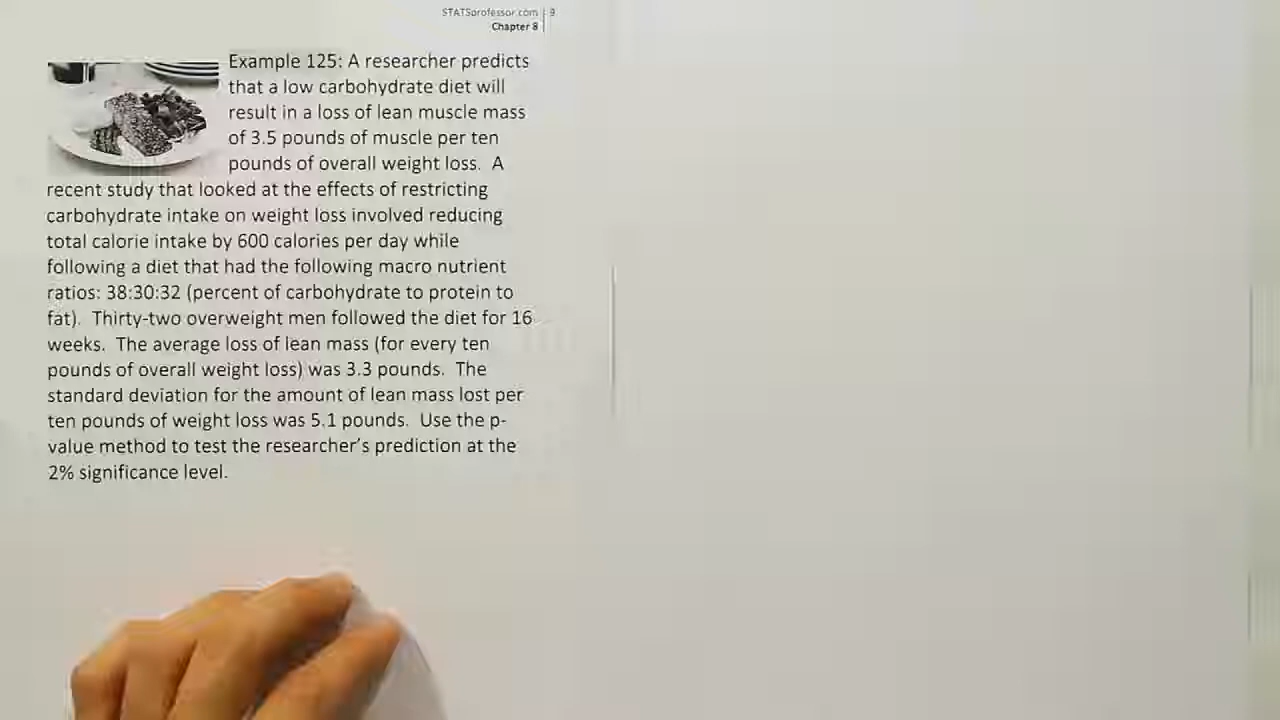 STATSprofessor.com | 9
Chapter 8
Example 125: A researcher predicts
that a low carbohydrate diet will
result in a loss of lean muscle mass
of 3.5 pounds of muscle per ten
pounds of overall weight loss. A
recent study that looked at the effects of restricting
carbohydrate intake on weight loss involved reducing
total calorie intake by 600 calories per day while
following a diet that had the following macro nutrient
ratios: 38:30:32 (percent of carbohydrate to protein to
fat). Thirty-two overweight men followed the diet for 16
weeks. The average loss of lean mass (for every ten
pounds of overall weight loss) was 3.3 pounds. The
standard deviation for the amount of lean mass lost per
ten pounds of weight loss was 5.1 pounds. Use the p-
value method to test the researcher's prediction at the
2% significance level.